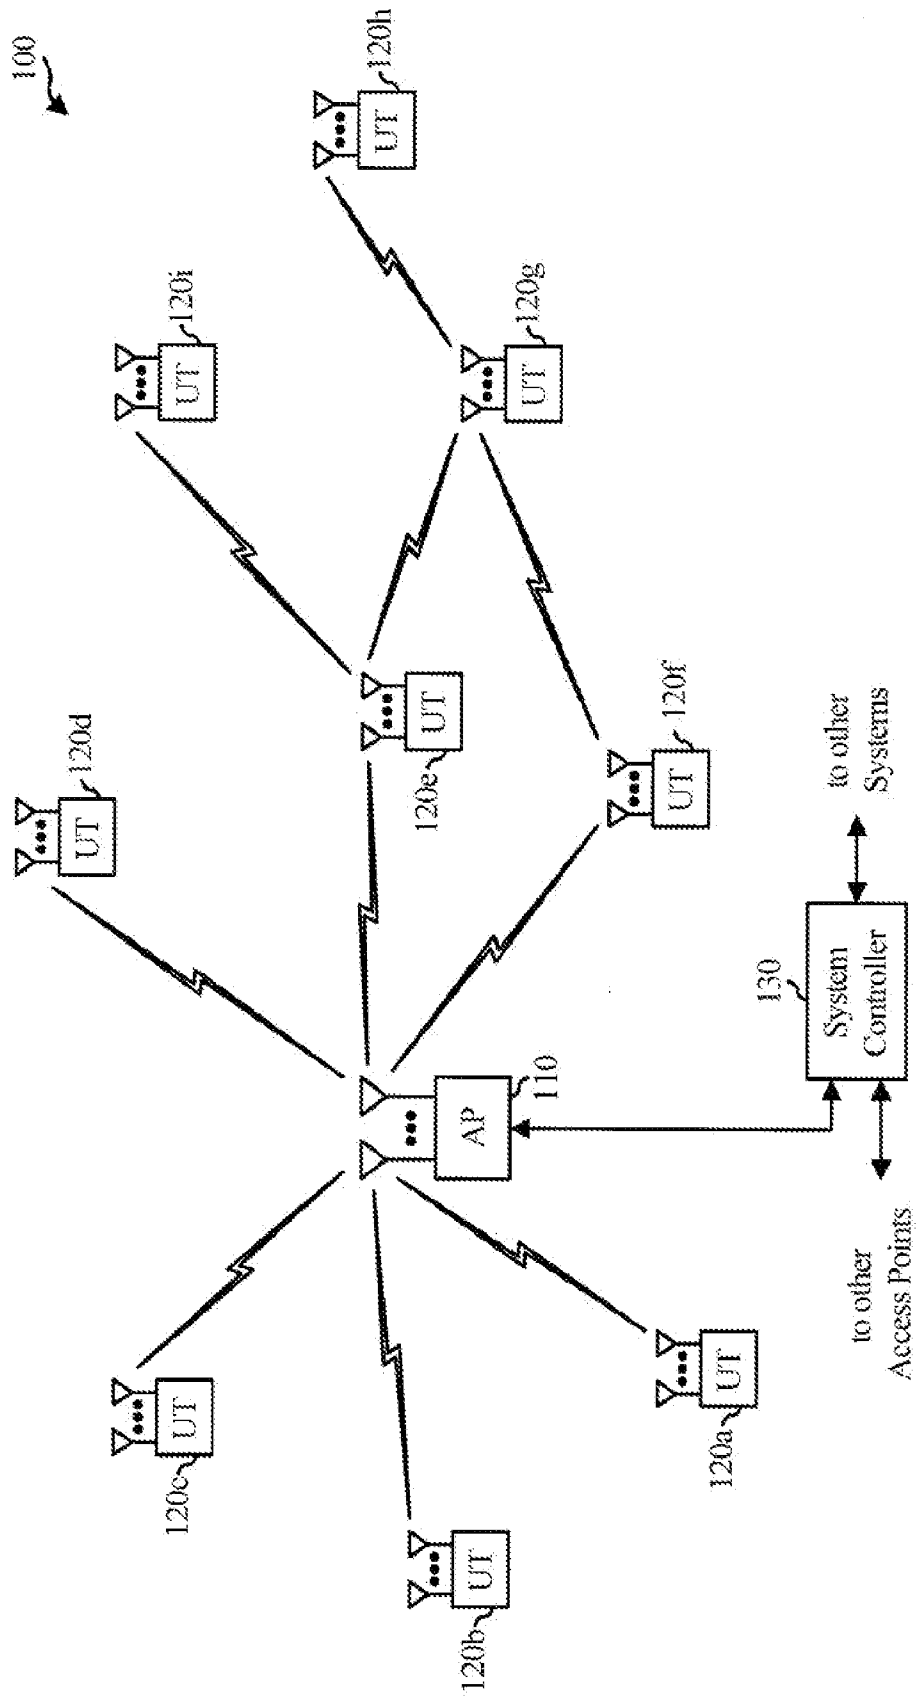 100
UT
120h
UT
120i
UT
120g
UT
120d
UT
120e
UT
120f
AP
110
UT
120c
UT
120b
UT
120a
130
System
Controller
to other
Systems
to other
Access Points